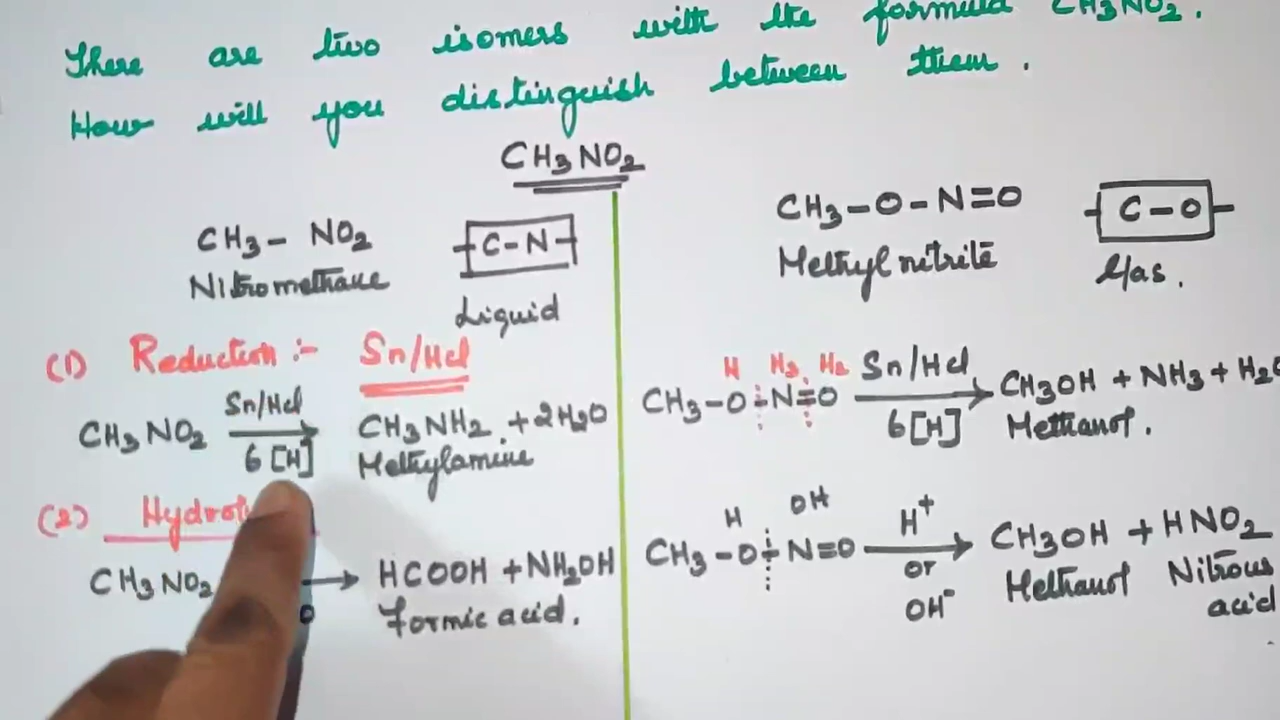 There are two isomers with the formula CH3NO2.
How will you distinguish between them.
CH3NO2
CH3 – NO2
Nitromethane
C–N
Liquid
(1) Reduction :- Sn/Hcl
CH3NO2 Sn/Hcl 6[H] → CH3NH2 + 2H2O
Methylamine
(2)
CH3NO2 → HCOOH + NH2OH
Formic acid.
CH3–O–N=O
Methyl nitrite
C–O
Gas.
H H3 H2
CH3–O–N=O Sn/Hcl 6[H] → CH3OH + NH3 + H2O
Methanol.
H OH
CH3–O–N=O H+ or OH- → CH3OH + HNO2
Methanol Nitrous acid